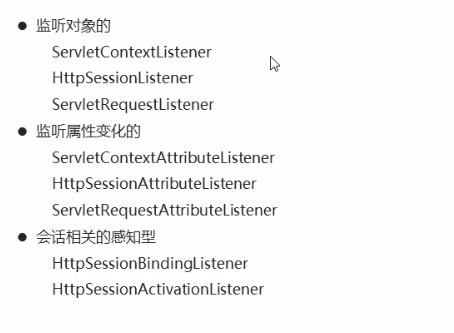 ● 监听对象的
ServletContextListener
HttpSessionListener
ServletRequestListener
● 监听属性变化的
ServletContextAttributeListener
HttpSessionAttributeListener
ServletRequestAttributeListener
● 会话相关的感知型
HttpSessionBindingListener
HttpSessionActivationListener